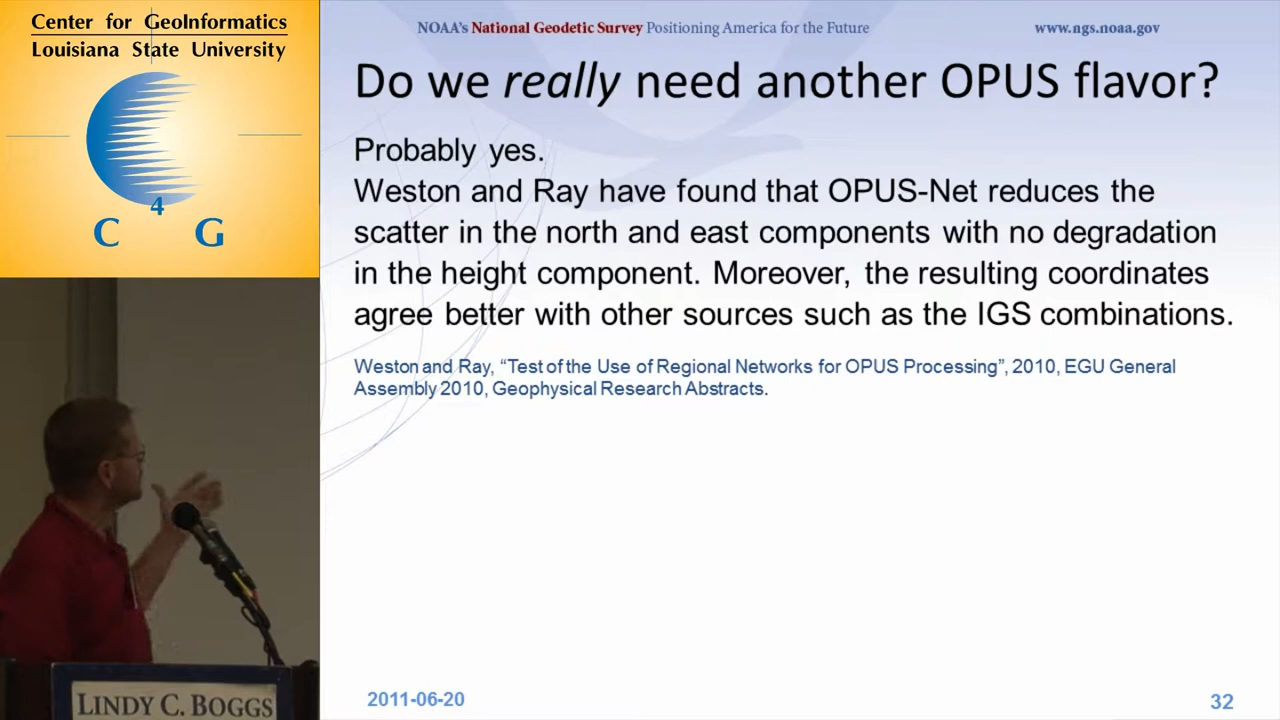 Center for GeoInformatics
Louisiana State University
C
4
G
NOAA's National Geodetic Survey Positioning America for the Future
www.ngs.noaa.gov
Do we really need another OPUS flavor?
Probably yes.
Weston and Ray have found that OPUS-Net reduces the
scatter in the north and east components with no degradation
in the height component. Moreover, the resulting coordinates
agree better with other sources such as the IGS combinations.
Weston and Ray, “Test of the Use of Regional Networks for OPUS Processing”, 2010, EGU General
Assembly 2010, Geophysical Research Abstracts.
2011-06-20
32
LINDY C. BOGGS